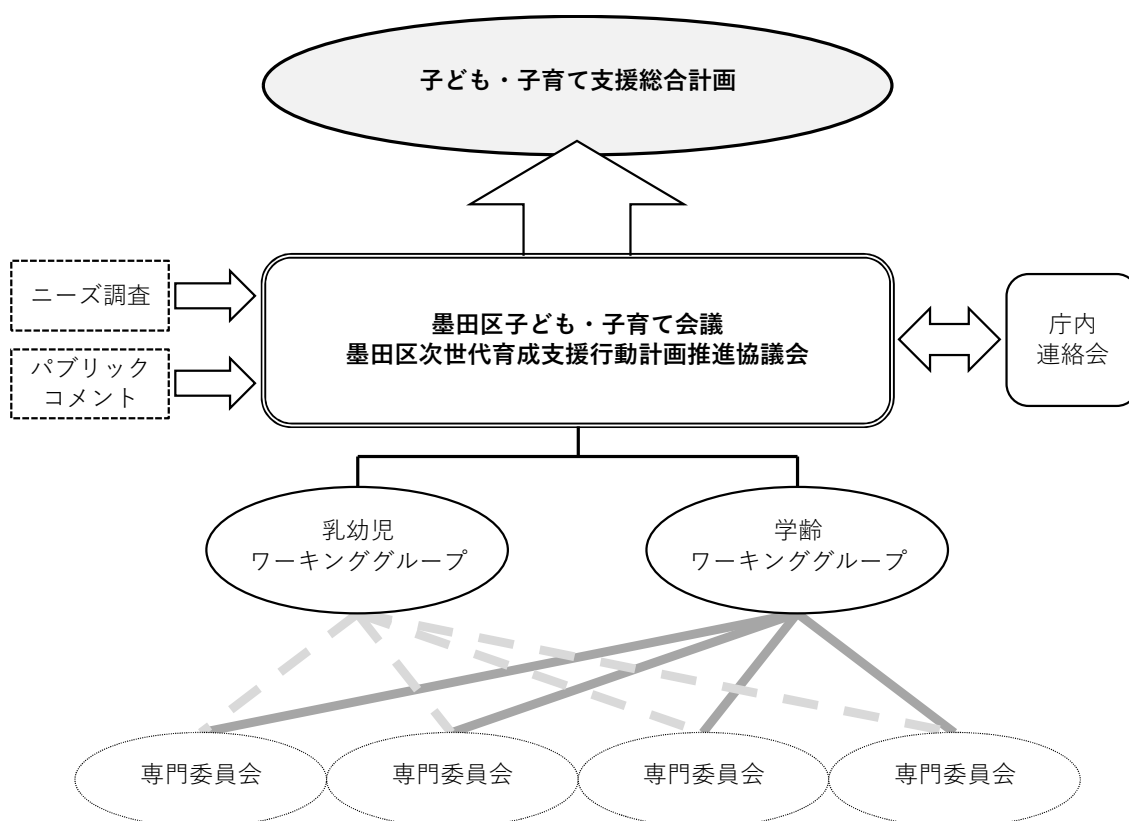 子ども・子育て支援総合計画
ニーズ調査
パブリック
コメント
墨田区子ども・子育て会議
墨田区次世代育成支援行動計画推進協議会
庁内
連絡会
乳幼児
ワーキンググループ
学齢
ワーキンググループ
専門委員会
専門委員会
専門委員会
専門委員会